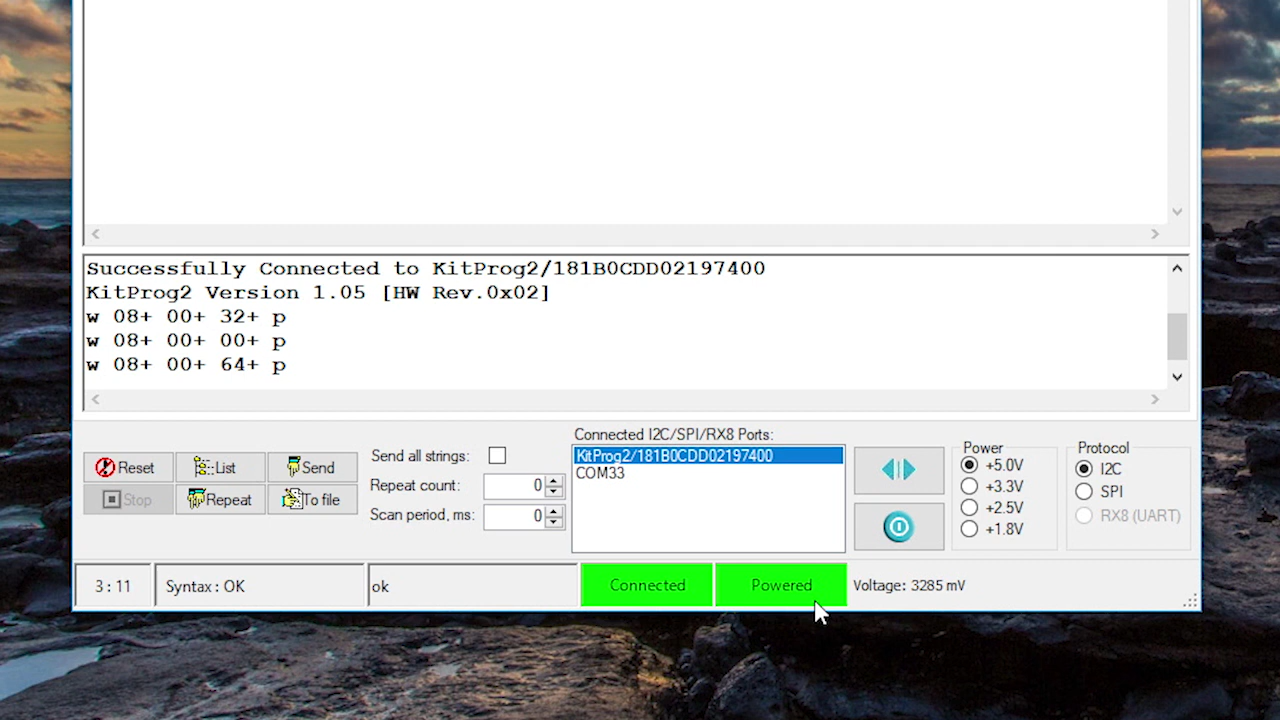 Successfully Connected to KitProg2/181B0CDD02197400
KitProg2 Version 1.05 [HW Rev.0x02]
w 08+ 00+ 32+ p
w 08+ 00+ 00+ p
w 08+ 00+ 64+ p
Reset
List
Send
Stop
Repeat
To file
Send all strings:
Repeat count: 0
Scan period, ms: 0
Connected I2C/SPI/RX8 Ports:
KitProg2/181B0CDD02197400
COM33
Power
+5.0V
+3.3V
+2.5V
+1.8V
Protocol
I2C
SPI
RX8 (UART)
3 : 11
Syntax : OK
ok
Connected
Powered
Voltage: 3285 mV